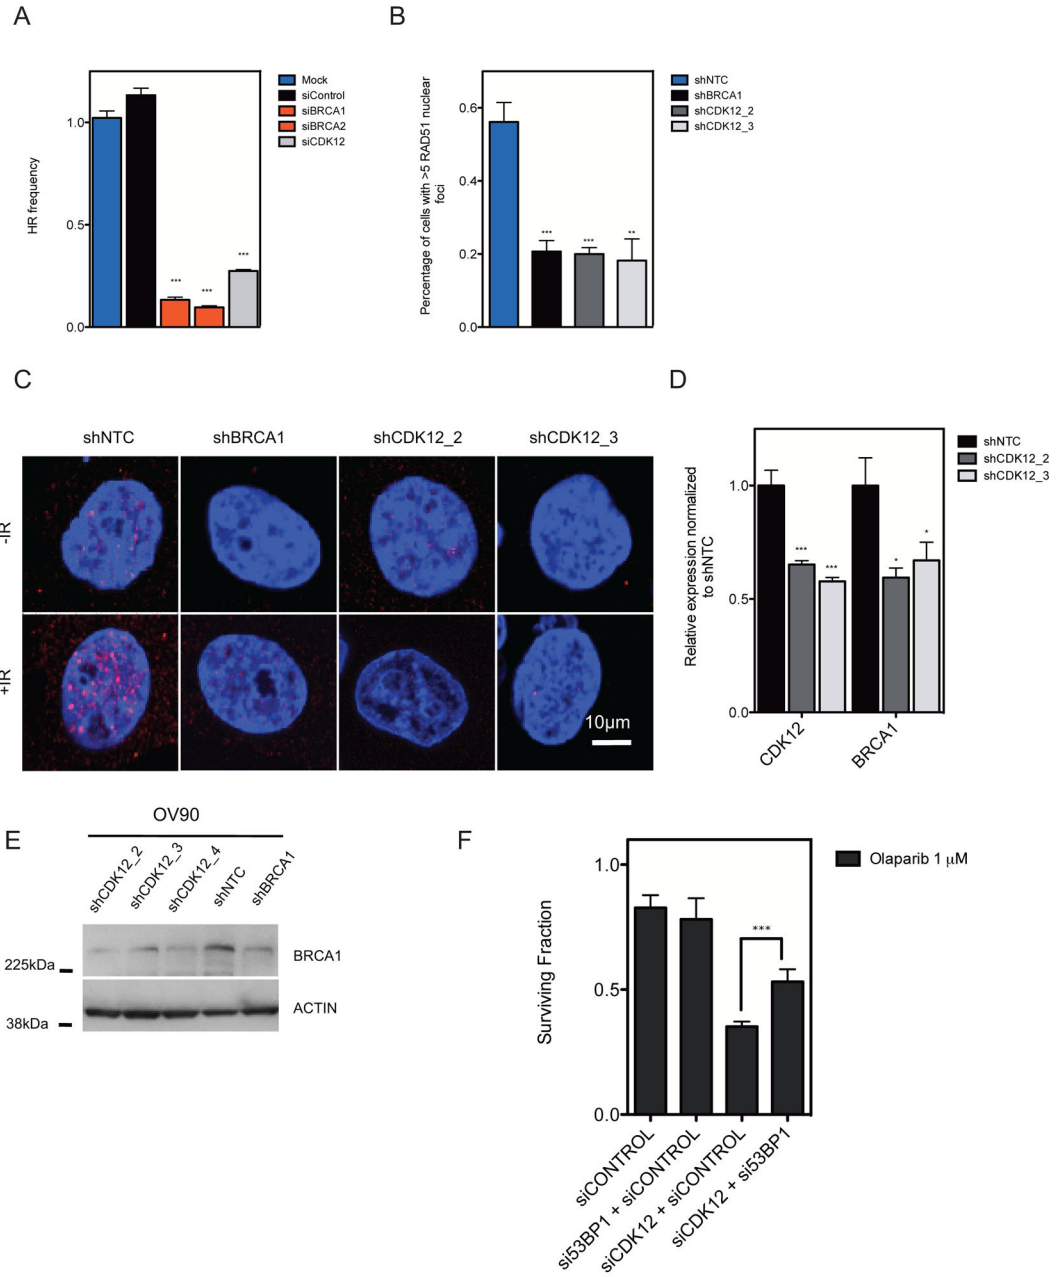 A
B
Mock
siControl
siBRCA1
siBRCA2
siCDK12
HR frequency
1.0
0.5
0.0
***
***
***
shNTC
shBRCA1
shCDK12_2
shCDK12_3
Percentage of cells with >5 RAD51 nuclear
foci
0.6
0.4
0.2
0.0
***
***
**
C
D
shNTC
shBRCA1
shCDK12_2
shCDK12_3
-IR
+IR
10μm
shNTC
shCDK12_2
shCDK12_3
Relative expression normalized
to shNTC
1.0
0.5
0.0
***
***
*
*
CDK12
BRCA1
E
OV90
shCDK12_2
shCDK12_3
shCDK12_4
shNTC
shBRCA1
225kDa
BRCA1
38kDa
ACTIN
F
Olaparib 1 μM
Surviving Fraction
1.0
0.5
0.0
***
siCONTROL
si53BP1 + siCONTROL
siCDK12 + siCONTROL
siCDK12 + si53BP1